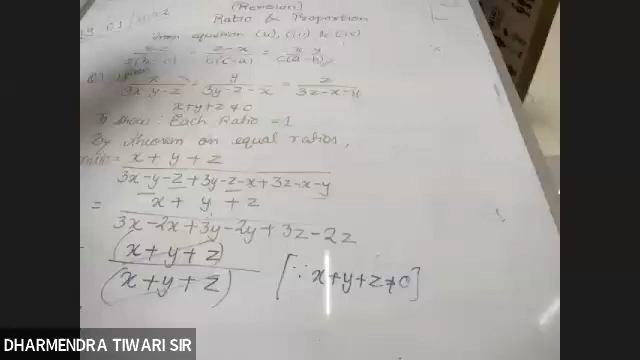 (Revision)
Ratio & Proportion
from equation (ii), (iii) & (iv)
z-x / b(c-a) = x-y / c(a-b)
x / 3x-y-z = y / 3y-z-x = z / 3z-x-y
x+y+z ≠ 0
To show: Each Ratio = 1
By theorem on equal ratios,
= x + y + z / 3x-y-z+3y-z-x+3z-x-y
= x + y + z / 3x-2x+3y-2y+3z-2z
(x+y+z) / (x+y+z) [∵ x+y+z≠0]
DHARMENDRA TIWARI SIR